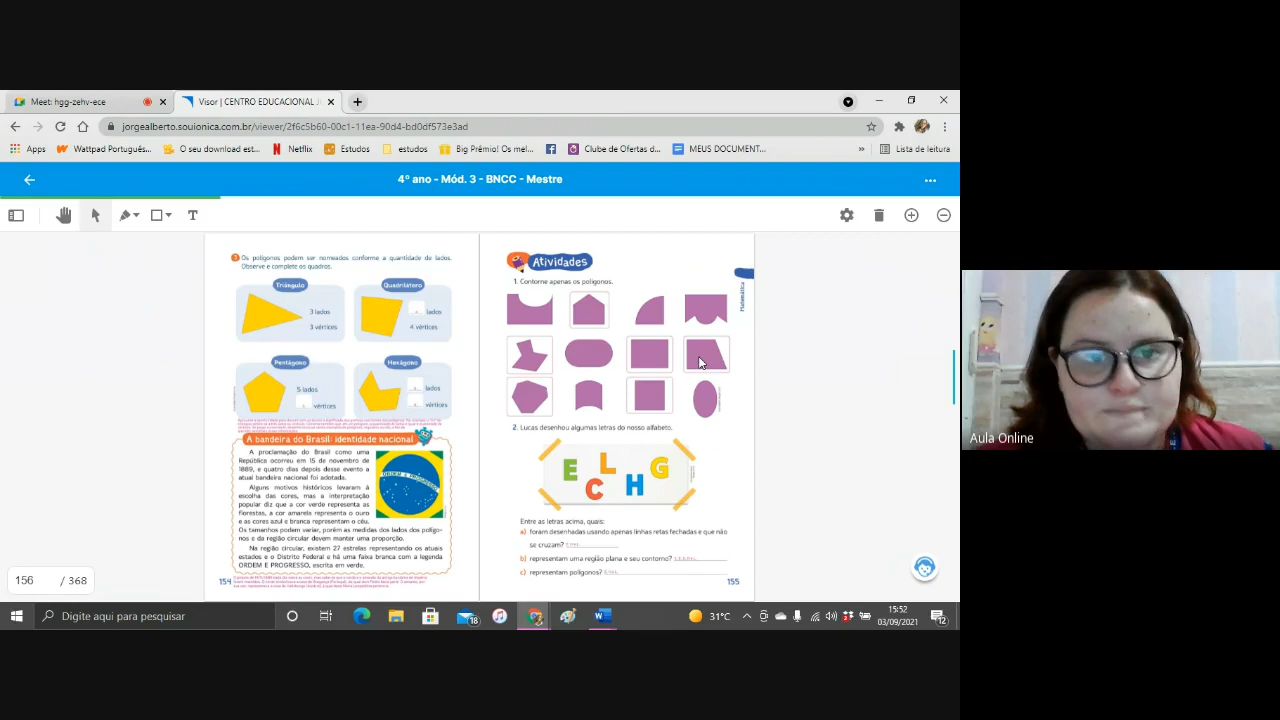 Meet: hgg-zehv-ece
Visor | CENTRO EDUCACIONAL J
jorgealberto.souionica.com.br/viewer/2f6c5b60-00c1-11ea-90d4-bd0df573e3ad
Apps
Wattpad Portuguê...
O seu download est...
Netflix
Estudos
estudos
Big Prêmio! Os mel...
Clube de Ofertas d...
MEUS DOCUMENT...
»
Lista de leitura
4º ano - Mód. 3 - BNCC - Mestre
T
3 Os polígonos podem ser nomeados conforme a quantidade de lados.
Observe e complete os quadros.
Triângulo
3 lados
3 vértices
Quadrilátero
lados
4 vértices
Pentágono
5 lados
vértices
Hexágono
lados
vértices
A bandeira do Brasil: identidade nacional
A proclamação do Brasil como uma
República ocorreu em 15 de novembro de
1889, e quatro dias depois desse evento a
atual bandeira nacional foi adotada.
Alguns motivos históricos levaram à
escolha das cores, mas a interpretação
popular diz que a cor verde representa as
florestas, a cor amarela representa o ouro
e as cores azul e branca representam o céu.
Os tamanhos podem variar, porém as medidas dos lados dos polígo-
nos e da região circular devem manter uma proporção.
Na região circular, existem 27 estrelas representando os atuais
estados e o Distrito Federal e há uma faixa branca com a legenda
ORDEM E PROGRESSO, escrita em verde.
ORDEM E PROGRESSO
154
Atividades
Matemática
1. Contorne apenas os polígonos.
2. Lucas desenhou algumas letras do nosso alfabeto.
E L G
C H
Entre as letras acima, quais:
a) foram desenhadas usando apenas linhas retas fechadas e que não
se cruzam?
b) representam uma região plana e seu contorno?
c) representam polígonos?
155
156 / 368
Aula Online
Digite aqui para pesquisar
18
31°C
15:52
03/09/2021
12